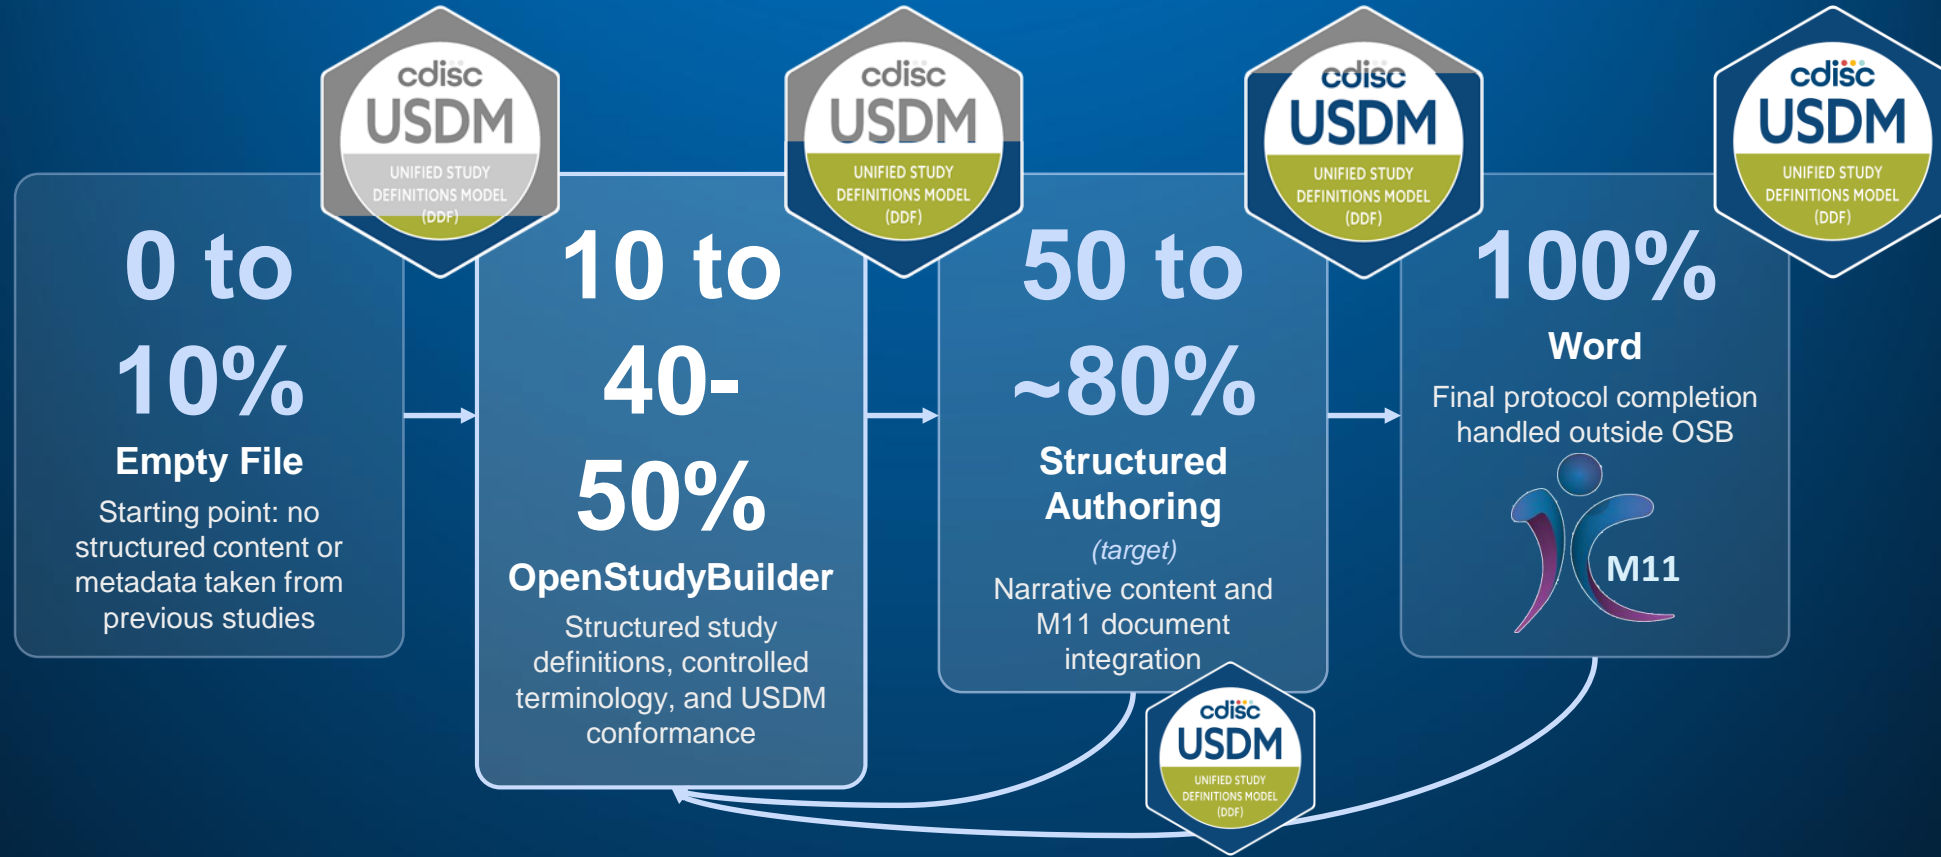 cdisc
USDM
UNIFIED STUDY
DEFINITIONS MODEL
(DDF)
cdisc
USDM
UNIFIED STUDY
DEFINITIONS MODEL
(DDF)
cdisc
USDM
UNIFIED STUDY
DEFINITIONS MODEL
(DDF)
cdisc
USDM
UNIFIED STUDY
DEFINITIONS MODEL
(DDF)
0 to
10%
Empty File
Starting point: no
structured content or
metadata taken from
previous studies
10 to
40-
50%
OpenStudyBuilder
Structured study
definitions, controlled
terminology, and USDM
conformance
50 to
~80%
Structured
Authoring
(target)
Narrative content and
M11 document
integration
100%
Word
Final protocol completion
handled outside OSB
M11
cdisc
USDM
UNIFIED STUDY
DEFINITIONS MODEL
(DDF)